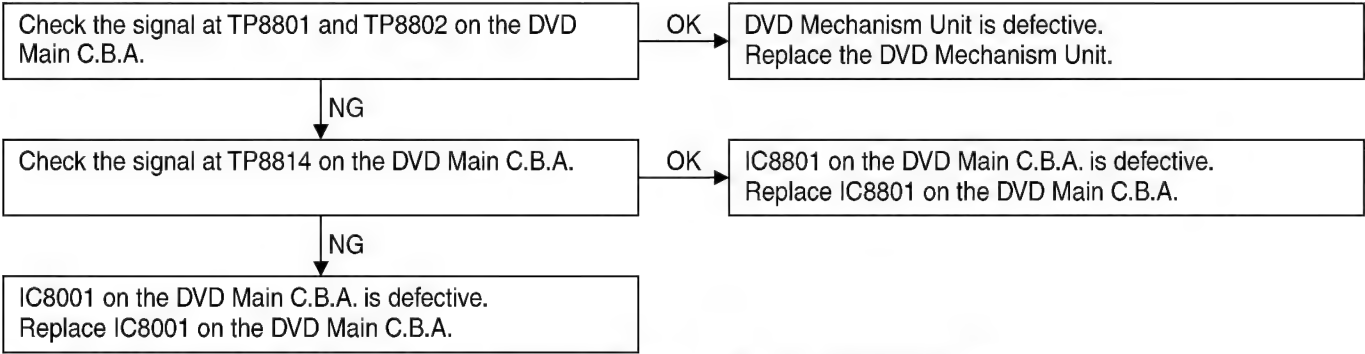 Check the signal at TP8801 and TP8802 on the DVD
Main C.B.A.
OK
DVD Mechanism Unit is defective.
Replace the DVD Mechanism Unit.
NG
Check the signal at TP8814 on the DVD Main C.B.A.
OK
IC8801 on the DVD Main C.B.A. is defective.
Replace IC8801 on the DVD Main C.B.A.
NG
IC8001 on the DVD Main C.B.A. is defective.
Replace IC8001 on the DVD Main C.B.A.